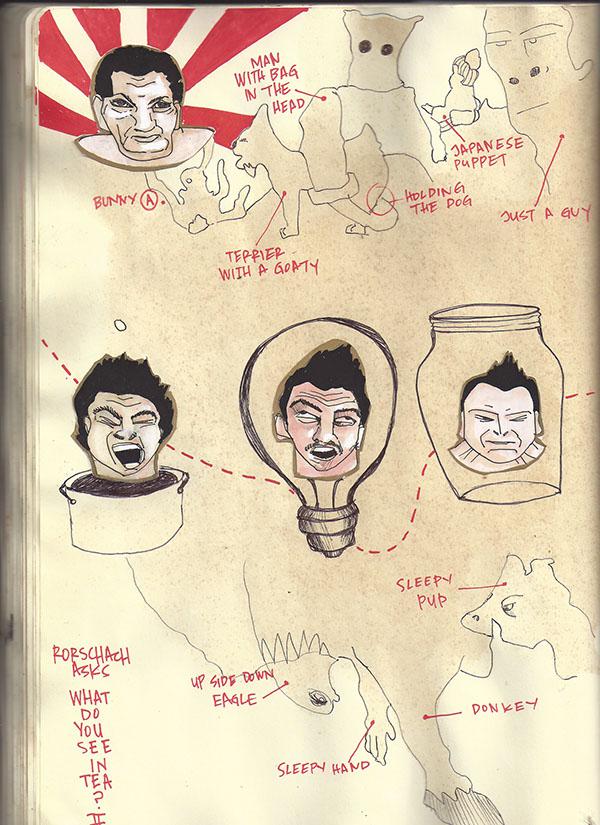 MAN
WITH BAG
IN THE
HEAD
JAPANESE
PUPPET
BUNNY A
HOLDING
THE DOG
JUST A GUY
TERRIER
WITH A GOATY
SLEEPY
PUP
RORSCHACH
ASKS
WHAT
DO
YOU
SEE
IN
TEA
?
II
UP SIDE DOWN
EAGLE
DONKEY
SLEEPY HAND